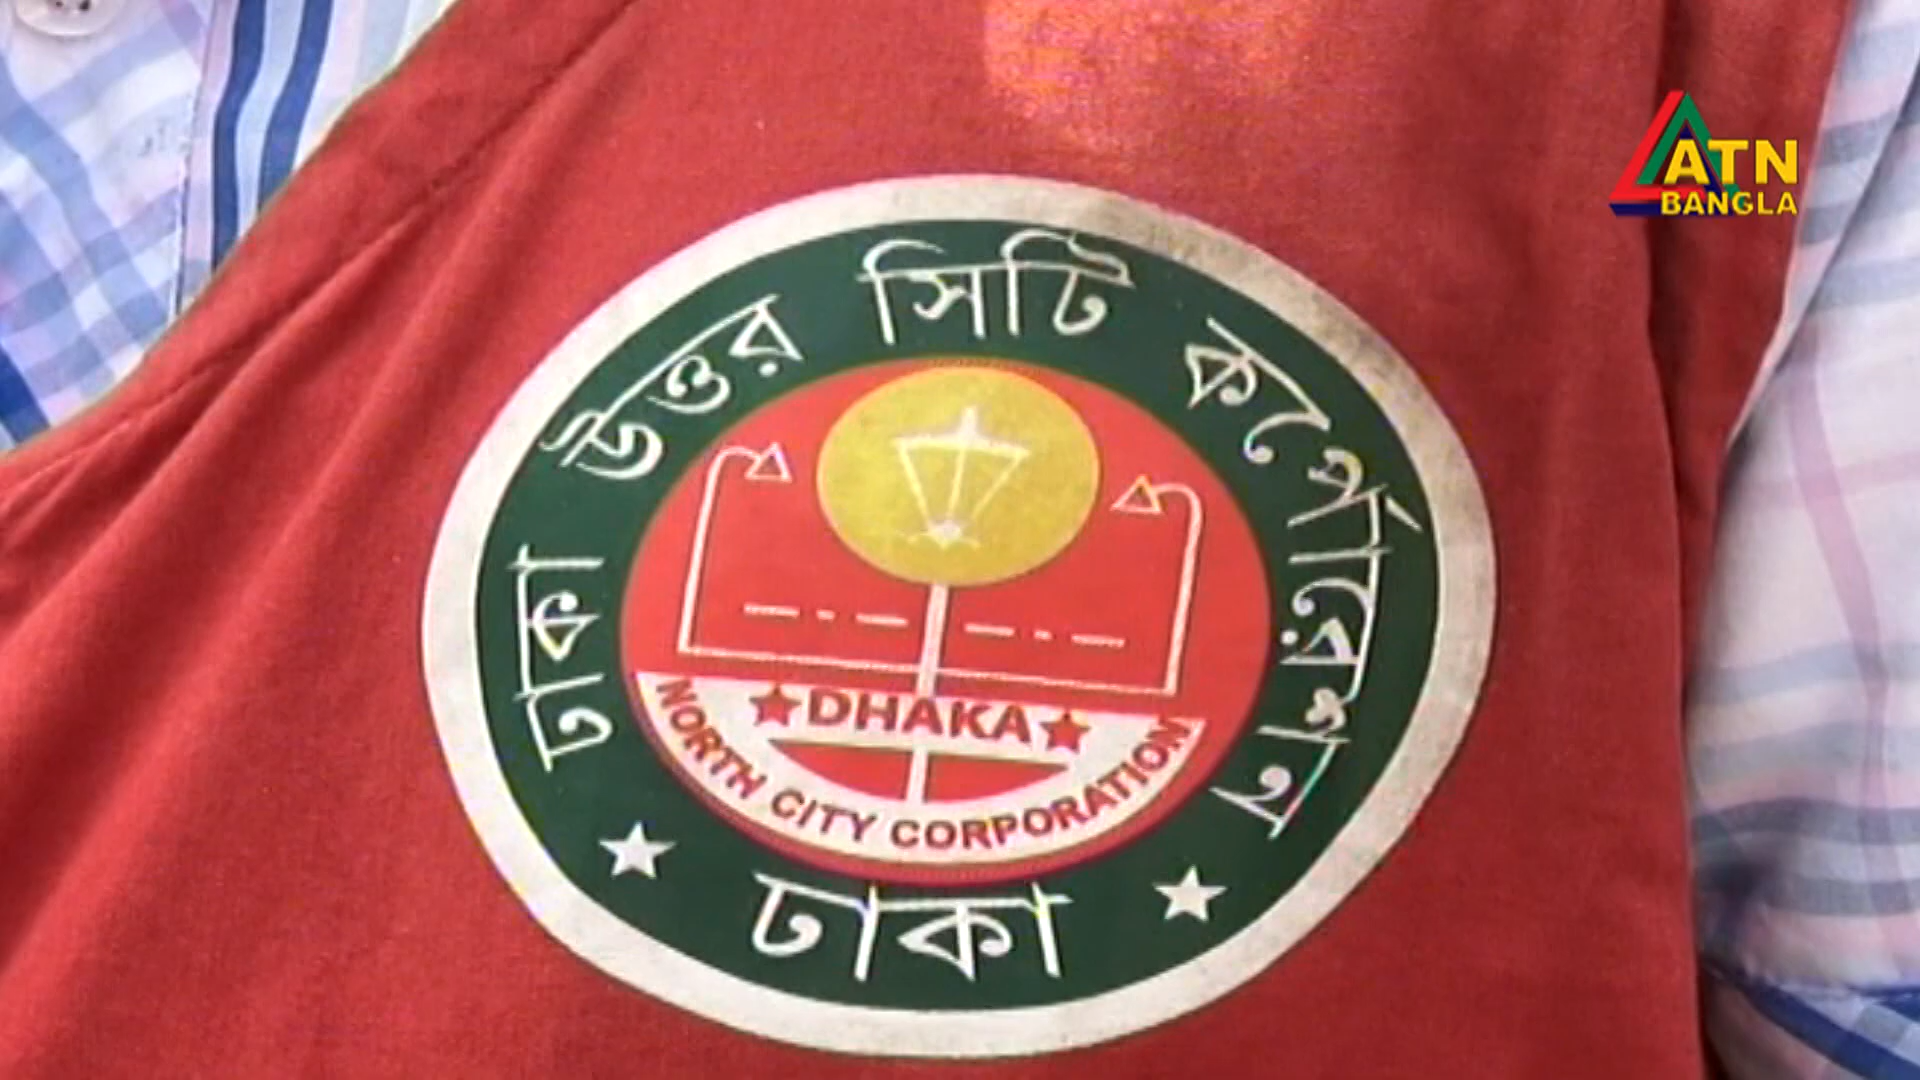 ATN
BANGLA
ঢাকা উত্তর সিটি কর্পোরেশন
DHAKA
NORTH CITY CORPORATION
ঢাকা